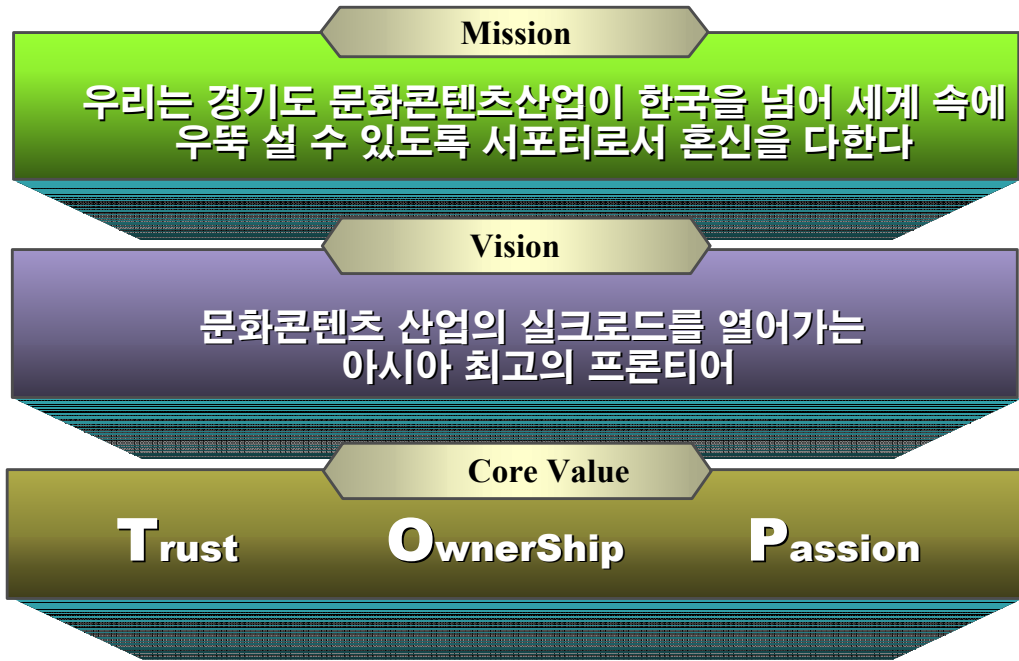 Mission
우리는 경기도 문화콘텐츠산업이 한국을 넘어 세계 속에
우뚝 설 수 있도록 서포터로서 혼신을 다한다
Vision
문화콘텐츠 산업의 실크로드를 열어가는
아시아 최고의 프론티어
Core Value
Trust OwnerShip Passion